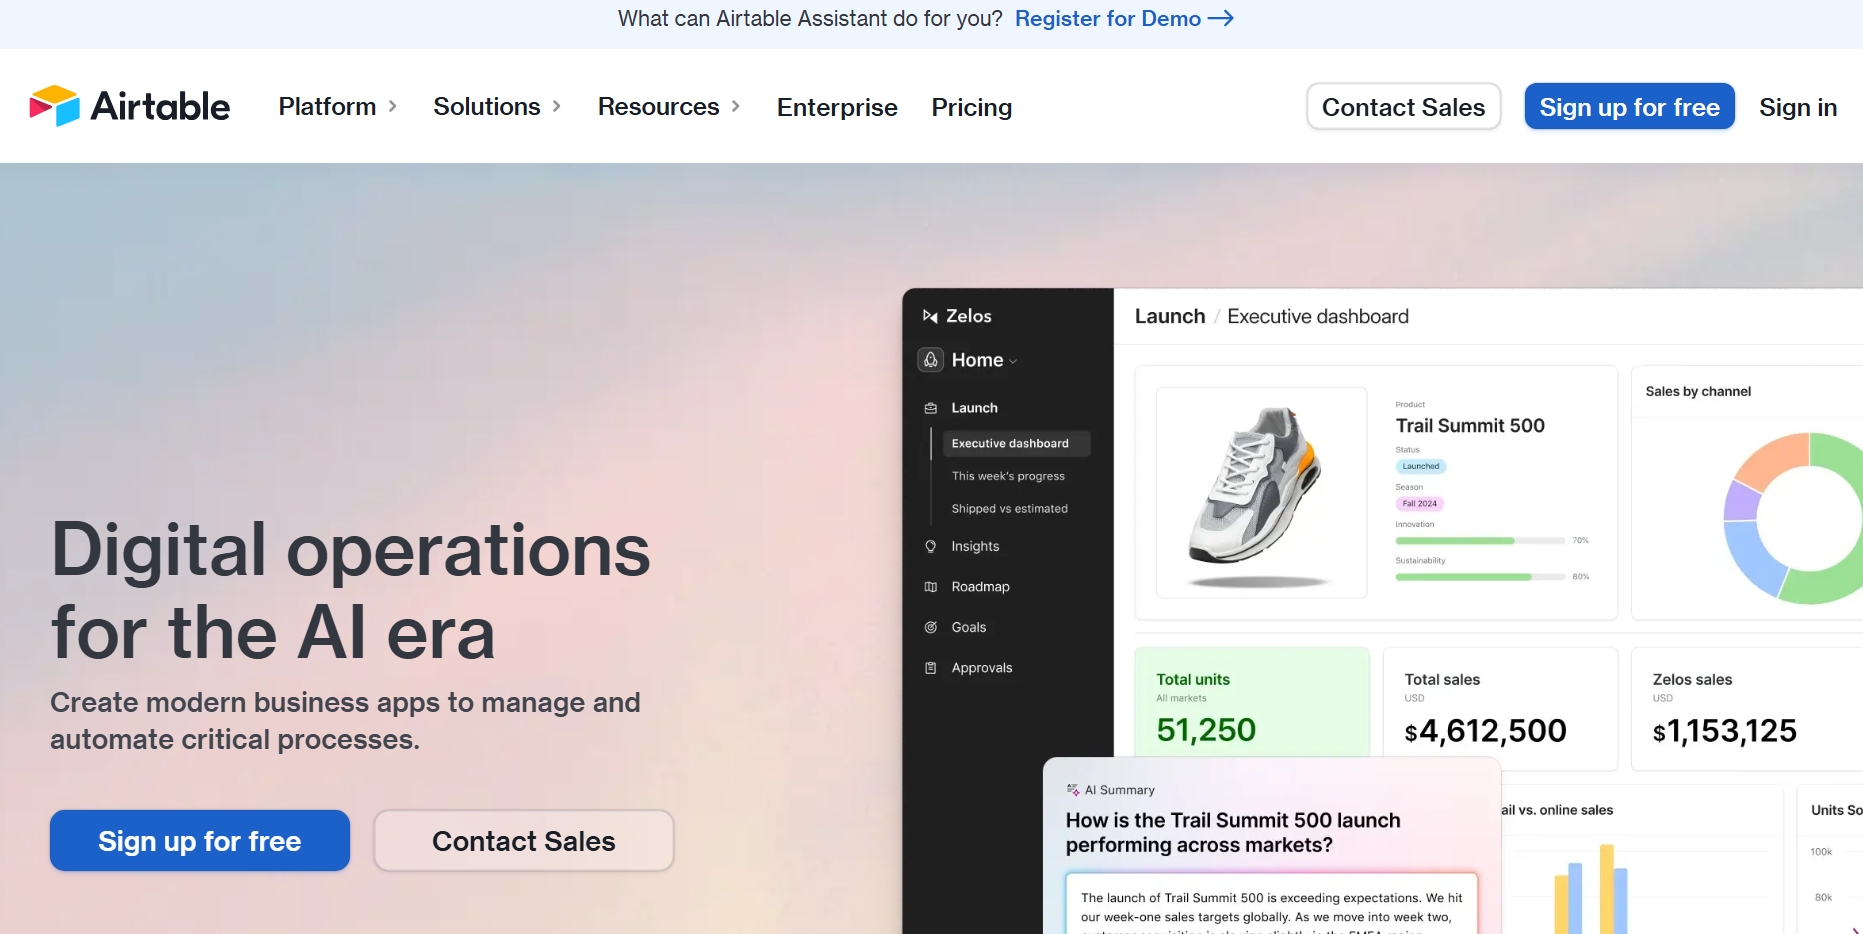 What can Airtable Assistant do for you? Register for Demo →
Airtable
Platform
Solutions
Resources
Enterprise
Pricing
Contact Sales
Sign up for free
Sign in
Digital operations
for the AI era
Create modern business apps to manage and
automate critical processes.
Sign up for free
Contact Sales
Zelos
Home
Launch
Executive dashboard
This week's progress
Shipped vs estimated
Insights
Roadmap
Goals
Approvals
Launch / Executive dashboard
Product
Trail Summit 500
Status
Launched
Season
Fall 2024
Innovation
70%
Sustainability
80%
Sales by channel
Total units
All markets
51,250
Total sales
USD
$4,612,500
Zelos sales
USD
$1,153,125
AI Summary
How is the Trail Summit 500 launch
performing across markets?
The launch of Trail Summit 500 is exceeding expectations. We hit
our week-one sales targets globally. As we move into week two,
ail vs. online sales
Units So
100k
80k